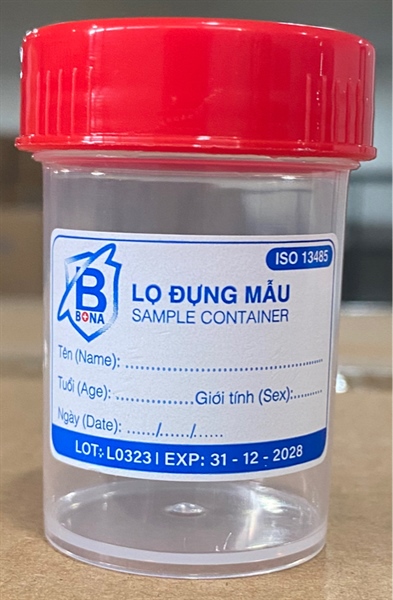 ISO 13485
B
BONA
LỌ ĐỰNG MẪU
SAMPLE CONTAINER
Tên (Name): ................................................
Tuổi (Age): ..................Giới tính (Sex):........
Ngày (Date): ....../....../......
LOT: L0323 | EXP: 31 - 12 - 2028